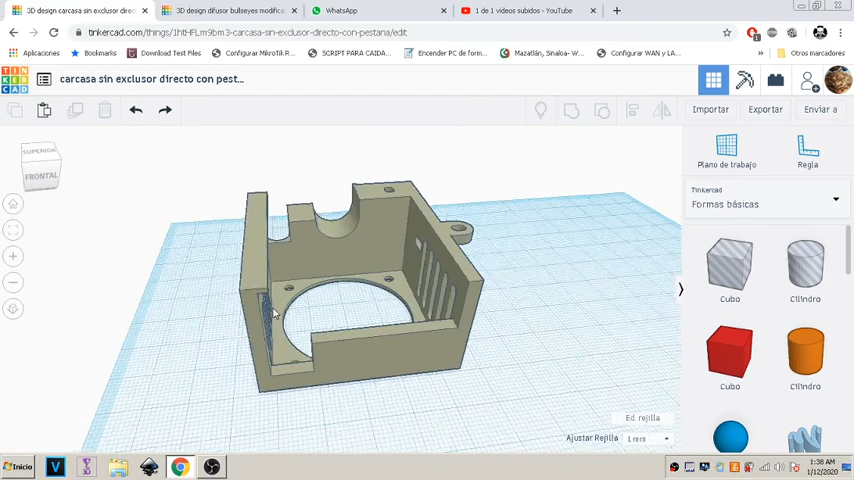 3D design carcasa sin exclusor direc
3D design difusor bullseyes modific
WhatsApp
1 de 1 videos subidos - YouTube
tinkercad.com/things/1htHFLm9bm3-carcasa-sin-exclusor-directo-con-pestana/edit
Aplicaciones
Bookmarks
Download Test Files
Configurar MikroTik R
SCRIPT PARA CAIDA...
Encender PC de form...
Mazatlán, Sinaloa, M...
Configuro WAN y LA...
Otros marcadores
TIN
KER
CAD
carcasa sin exclusor directo con pest...
Importar
Exportar
Enviar a
SUPERIOR
FRONTAL
Plano de trabajo
Regla
Tinkercad
Formas básicas
Cubo
Cilindro
Cubo
Cilindro
Ed. rejilla
Ajustar Rejilla
1 mm
Inicio
1:38 AM
1/12/2020